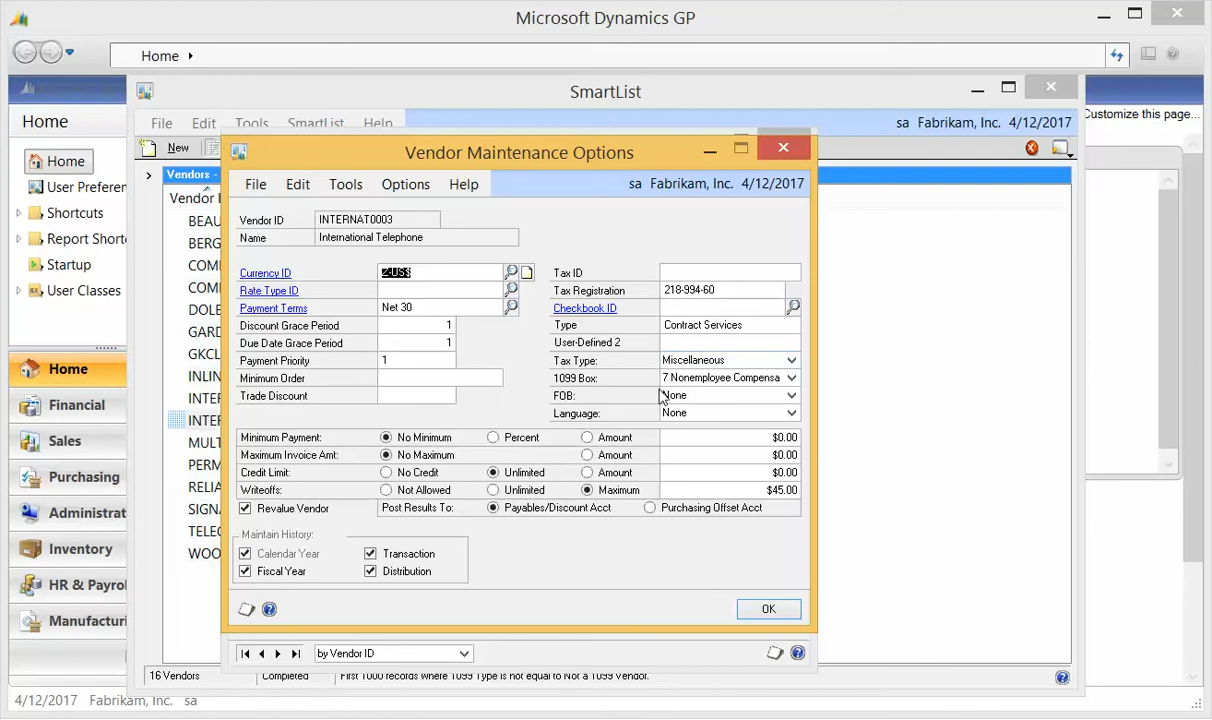 Microsoft Dynamics GP
Home
SmartList
Customize this page...
Home
File Edit Tools SmartList Help
sa Fabrikam, Inc. 4/12/2017
New
Vendor Maintenance Options
Home
User Preferen
Shortcuts
Report Shortc
Startup
User Classes
Vendors -
Vendor
BEAU
BERG
COM
COM
DOLE
GARD
GKCL
INLIN
INTER
INTER
MULT
PERM
RELIA
SIGNA
TELEC
WOO
File Edit Tools Options Help
sa Fabrikam, Inc. 4/12/2017
Vendor ID INTERNAT0003
Name International Telephone
Currency ID Z-US$ Tax ID
Rate Type ID Tax Registration 218-994-60
Payment Terms Net 30 Checkbook ID
Discount Grace Period 1 Type Contract Services
Due Date Grace Period 1 User-Defined 2
Payment Priority 1 Tax Type: Miscellaneous
Minimum Order 1099 Box: 7 Nonemployee Compensa
Trade Discount FOB: None
Language: None
Minimum Payment: No Minimum Percent Amount $0.00
Maximum Invoice Amt: No Maximum Amount $0.00
Credit Limit: No Credit Unlimited Amount $0.00
Writeoffs: Not Allowed Unlimited Maximum $45.00
Revalue Vendor Post Results To: Payables/Discount Acct Purchasing Offset Acct
Maintain History:
Calendar Year Transaction
Fiscal Year Distribution
OK
Home
Financial
Sales
Purchasing
Administrat
Inventory
HR & Payro
Manufacturi
by Vendor ID
16 Vendors Completed First 1000 records where 1099 Type is not equal to Not a 1099 Vendor.
4/12/2017 Fabrikam, Inc. sa